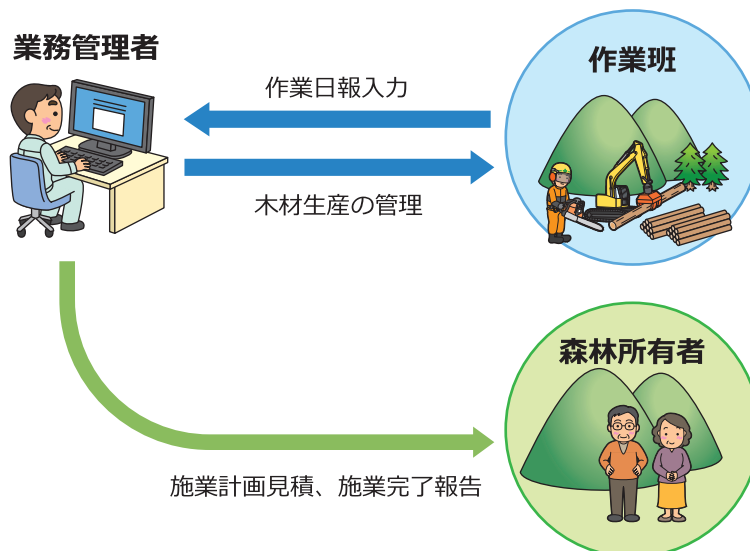 業務管理者
作業班
作業日報入力
木材生産の管理
森林所有者
施業計画見積、施業完了報告